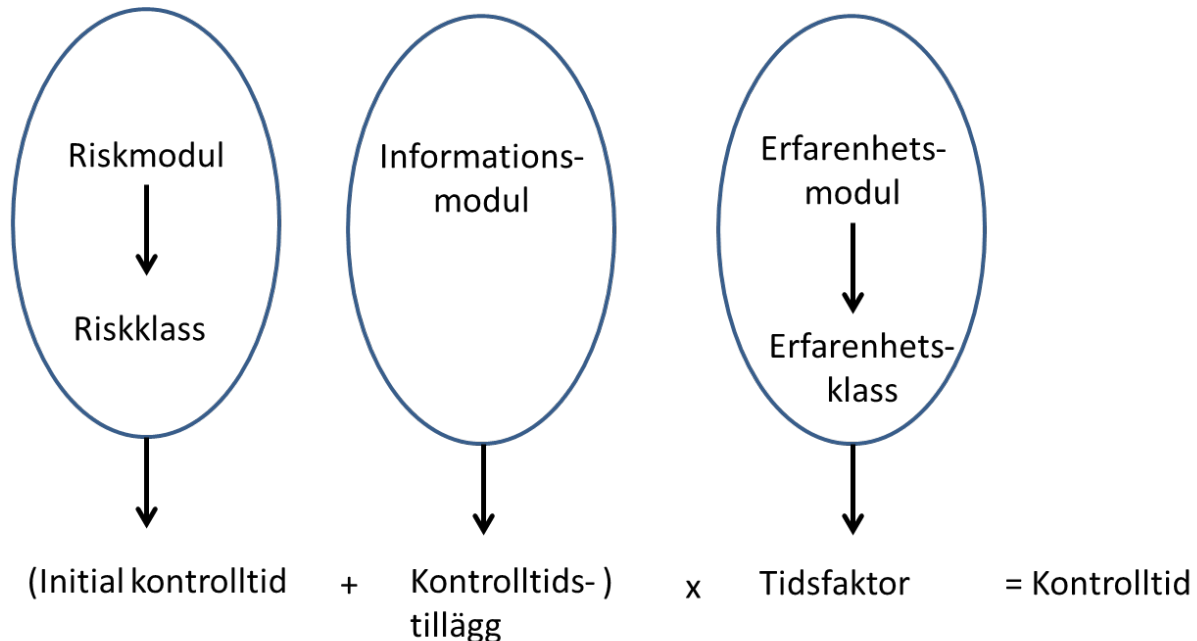 Riskmodul
Riskklass
Informations-
modul
Erfarenhets-
modul
Erfarenhets-
klass
(Initial kontrolltid + Kontrolltids- ) x Tidsfaktor = Kontrolltid
tillägg